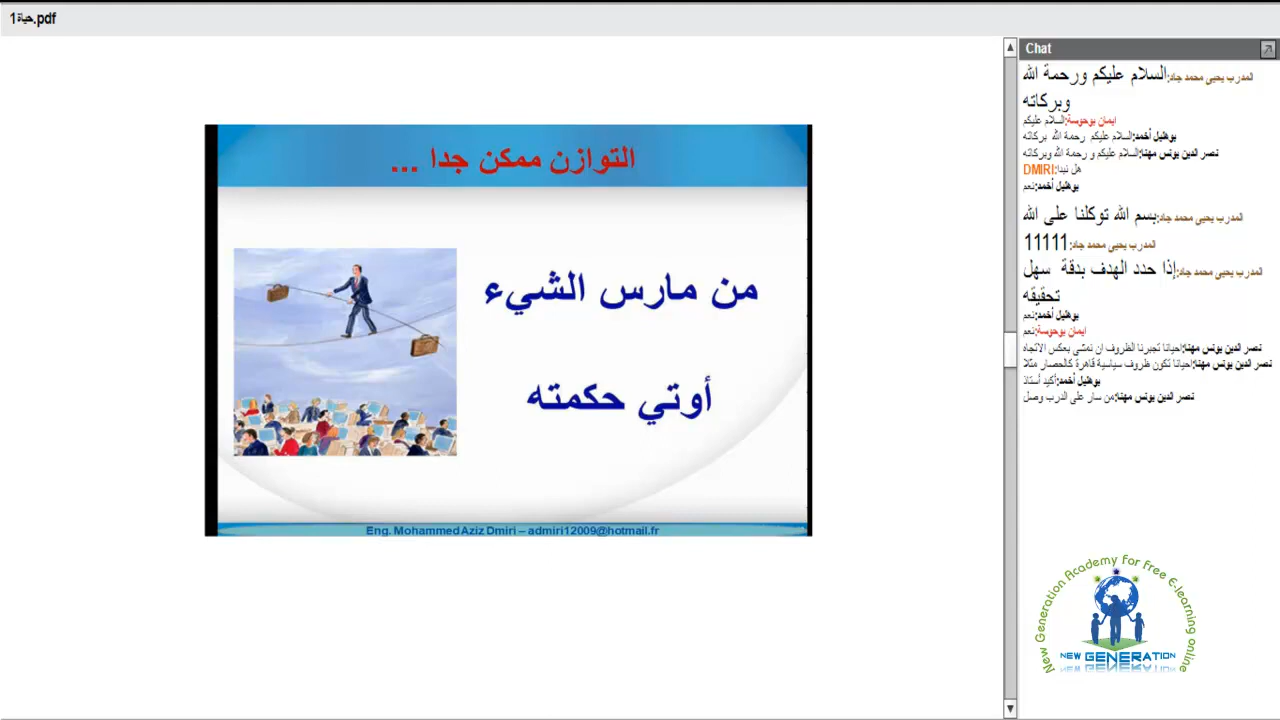 حياة1.pdf
التوازن ممكن جدا ...
من مارس الشيء
أوتي حكمته
Eng. Mohammed Aziz Dmiri – admiri12009@hotmail.fr
Chat
المدرب يحيى محمد جاد:السلام عليكم ورحمة الله
وبركاته
ايمان بوحوسة:السلام عليكم
بوهليل أحمد:السلام عليكم رحمة الله بركاته
نصر الدين يونس مهنا:السلام عليكم و رحمة الله وبركاته
DMIRI:هل نبدا
بوهليل أحمد:نعم
المدرب يحيى محمد جاد:بسم الله توكلنا على الله
المدرب يحيى محمد جاد:11111
المدرب يحيى محمد جاد:إذا حدد الهدف بدقة سهل
تحقيقه
بوهليل أحمد:نعم
ايمان بوحوسة:نعم
نصر الدين يونس مهنا:احيانا تجبرنا الظروف ان نمشي بعكس الاتجاه
نصر الدين يونس مهنا:احيانا تكون ظروف سياسية قاهرة كالحصار مثلا
بوهليل أحمد:أكيد أستاذ
نصر الدين يونس مهنا:من سار على الدرب وصل
New Generation Academy for Free E-learning online
NEW GENERATION